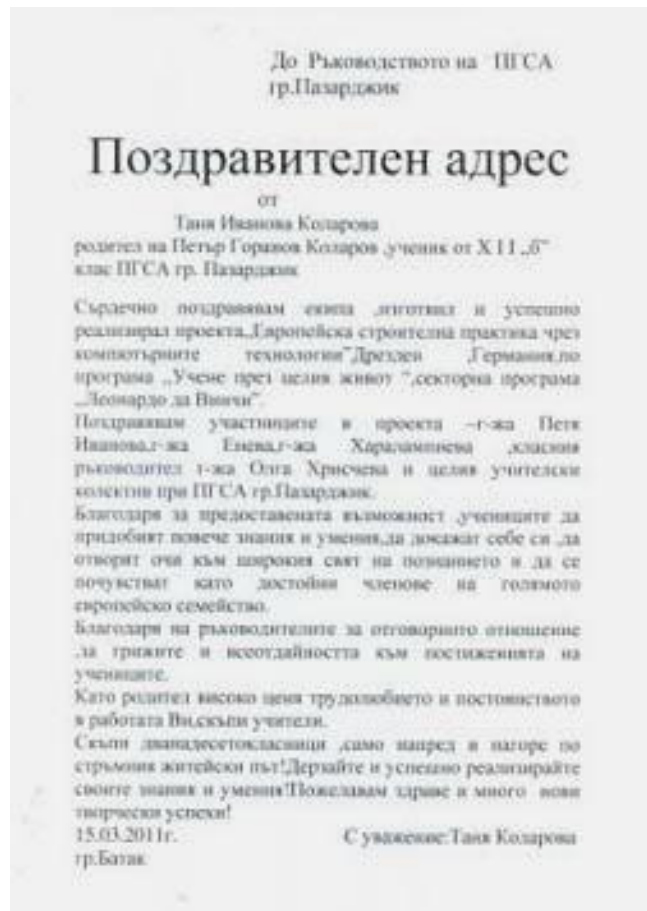 До Ръководството на ПГСА
гр.Пазарджик
Поздравителен адрес
от
Таня Иванова Коларова
родител на Петър Горанов Коларов ,ученик от X I I ,,б”
клас ПГСА гр. Пазарджик
Сърдечно поздравявам екипа ,изготвил и успешно
реализирал проекта,,Европейска строителна практика чрез
компютърните технологии”Дрезден ,Германия,по
програма ,,Учене през целия живот “,секторна програма
,,Леонардо да Винчи”.
Поздравявам участниците в проекта –г-жа Петя
Иванова,г-жа Енева,г-жа Харалампиева ,класния
ръководител г-жа Олга Хрисчева и целия учителски
колектив при ПГСА гр.Пазарджик.
Благодаря за предоставената възможност ,учениците да
придобият повече знания и умения,да докажат себе си ,да
отворят очи към широкия свят на познанието и да се
почувстват като достойни членове на голямото
европейско семейство.
Благодаря на ръководителите за отговорното отношение
,за грижите и всеотдайността към постиженията на
учениците.
Като родител високо ценя трудолюбието и постоянството
в работата Ви,скъпи учители.
Скъпи дванадесетокласници ,само напред и нагоре по
стръмния житейски път!Дерзайте и успешно реализирайте
своите знания и умения!Пожелавам здраве и много нови
творчески успехи!
15.03.2011г. С уважение:Таня Коларова
гр.Батак